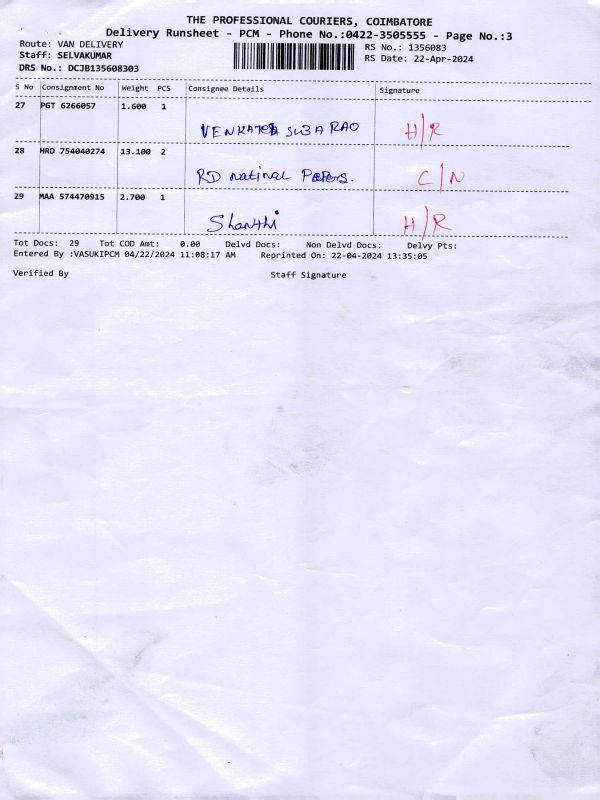 THE PROFESSIONAL COURIERS, COIMBATORE
Delivery Runsheet - PCM - Phone No.:0422-3505555 - Page No.:3
Route: VAN DELIVERY
RS No.: 1356083
Staff: SELVAKUMAR
RS Date: 22-Apr-2024
DRS No.: DCJB135608303
S No Consignment No Weight PCS Consignee Details Signature
27 PGT 6266057 1.600 1
VENKATESA SUBA RAO H/R
28 HRD 754040274 13.100 2
RD natinal Papers. C/N
29 MAA 574470915 2.700 1
Shanthi H/R
Tot Docs: 29 Tot COD Amt: 0.00 Delvd Docs: Non Delvd Docs: Delvy Pts:
Entered By :VASUKIPCM 04/22/2024 11:08:17 AM Reprinted On: 22-04-2024 13:35:05
Verified By Staff Signature